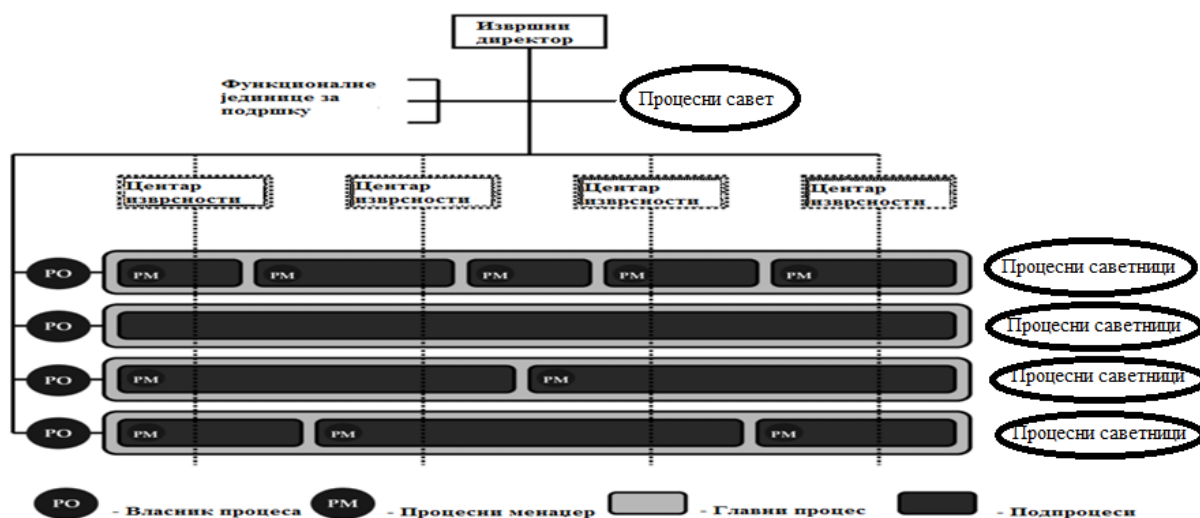 Извршни
директор
Функционалне
јединице за
подршку
Процесни савет
Центар
изврсности
Центар
изврсности
Центар
изврсности
Центар
изврсности
PO
PM
PM
PM
PM
PM
Процесни саветници
PO
Процесни саветници
PO
PM
PM
Процесни саветници
PO
PM
PM
PM
Процесни саветници
PO - Власник процеса PM - Процесни менаџер - Главни процес - Подпроцеси